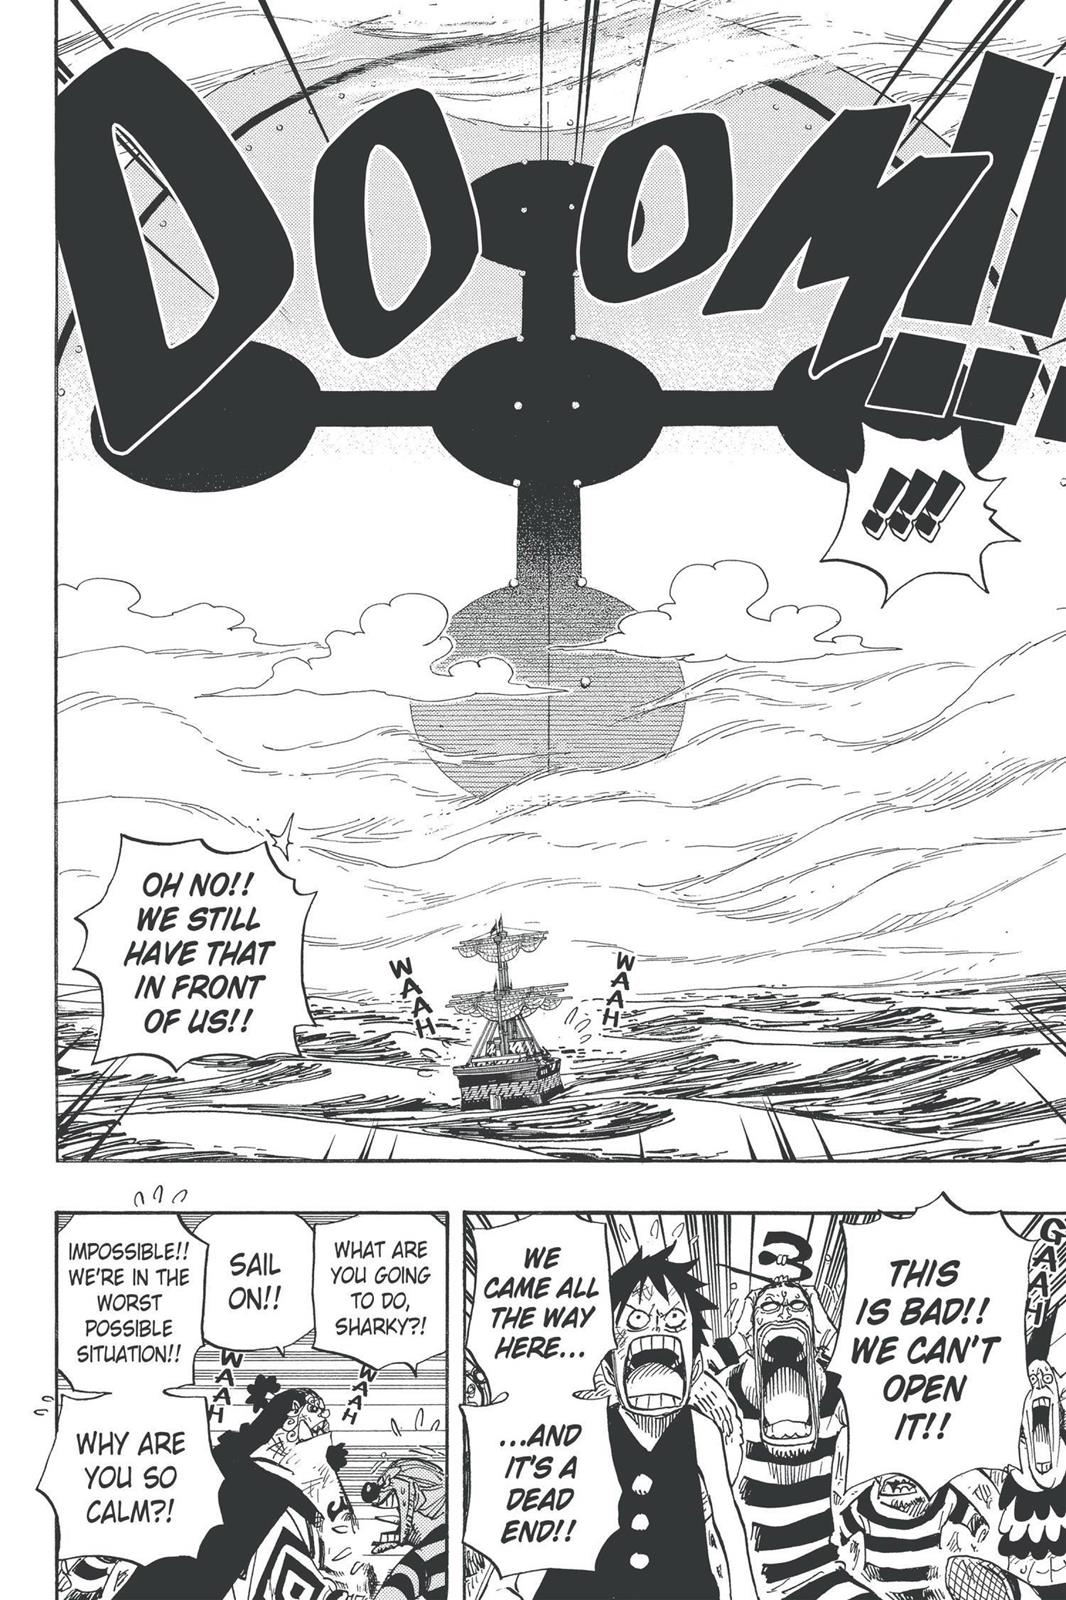 DOOM!!!
!!!
OH NO!!
WE STILL
HAVE THAT
IN FRONT
OF US!!
WAAH
WAAH
WHAT ARE
YOU GOING
TO DO,
SHARKY?!
SAIL
ON!!
IMPOSSIBLE!!
WE'RE IN THE
WORST
POSSIBLE
SITUATION!!
WAAH
WAAH
WHY ARE
YOU SO
CALM?!
WE
CAME ALL
THE WAY
HERE...
...AND
IT'S A
DEAD
END!!
THIS
IS BAD!!
WE CAN'T
OPEN
IT!!
GAAH
3